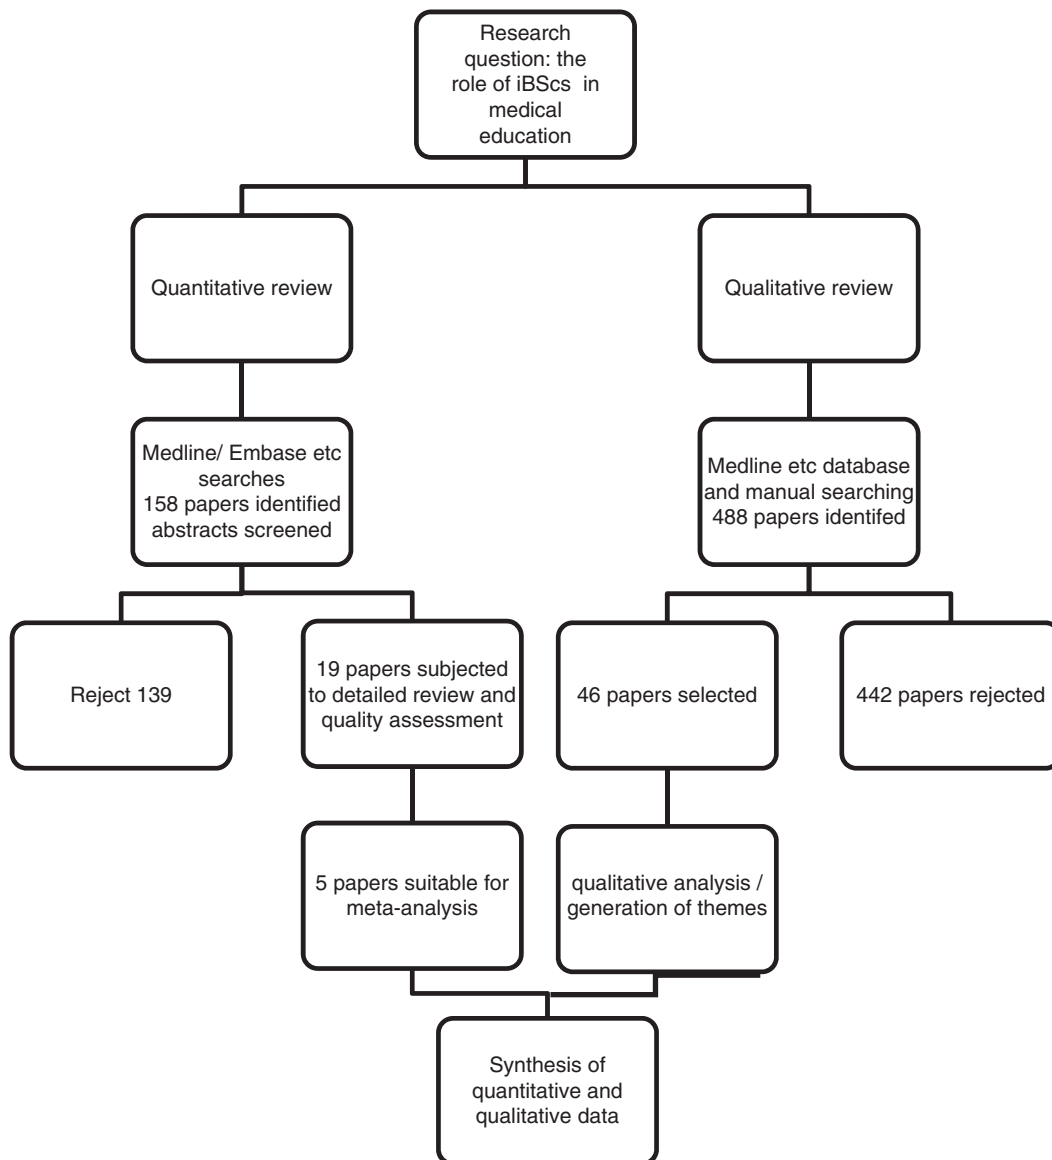 Research
question: the
role of iBScs in
medical
education
Quantitative review
Qualitative review
Medline/ Embase etc
searches
158 papers identified
abstracts screened
Medline etc database
and manual searching
488 papers identifed
Reject 139
19 papers subjected
to detailed review and
quality assessment
46 papers selected
442 papers rejected
5 papers suitable for
meta-analysis
qualitative analysis /
generation of themes
Synthesis of
quantitative and
qualitative data